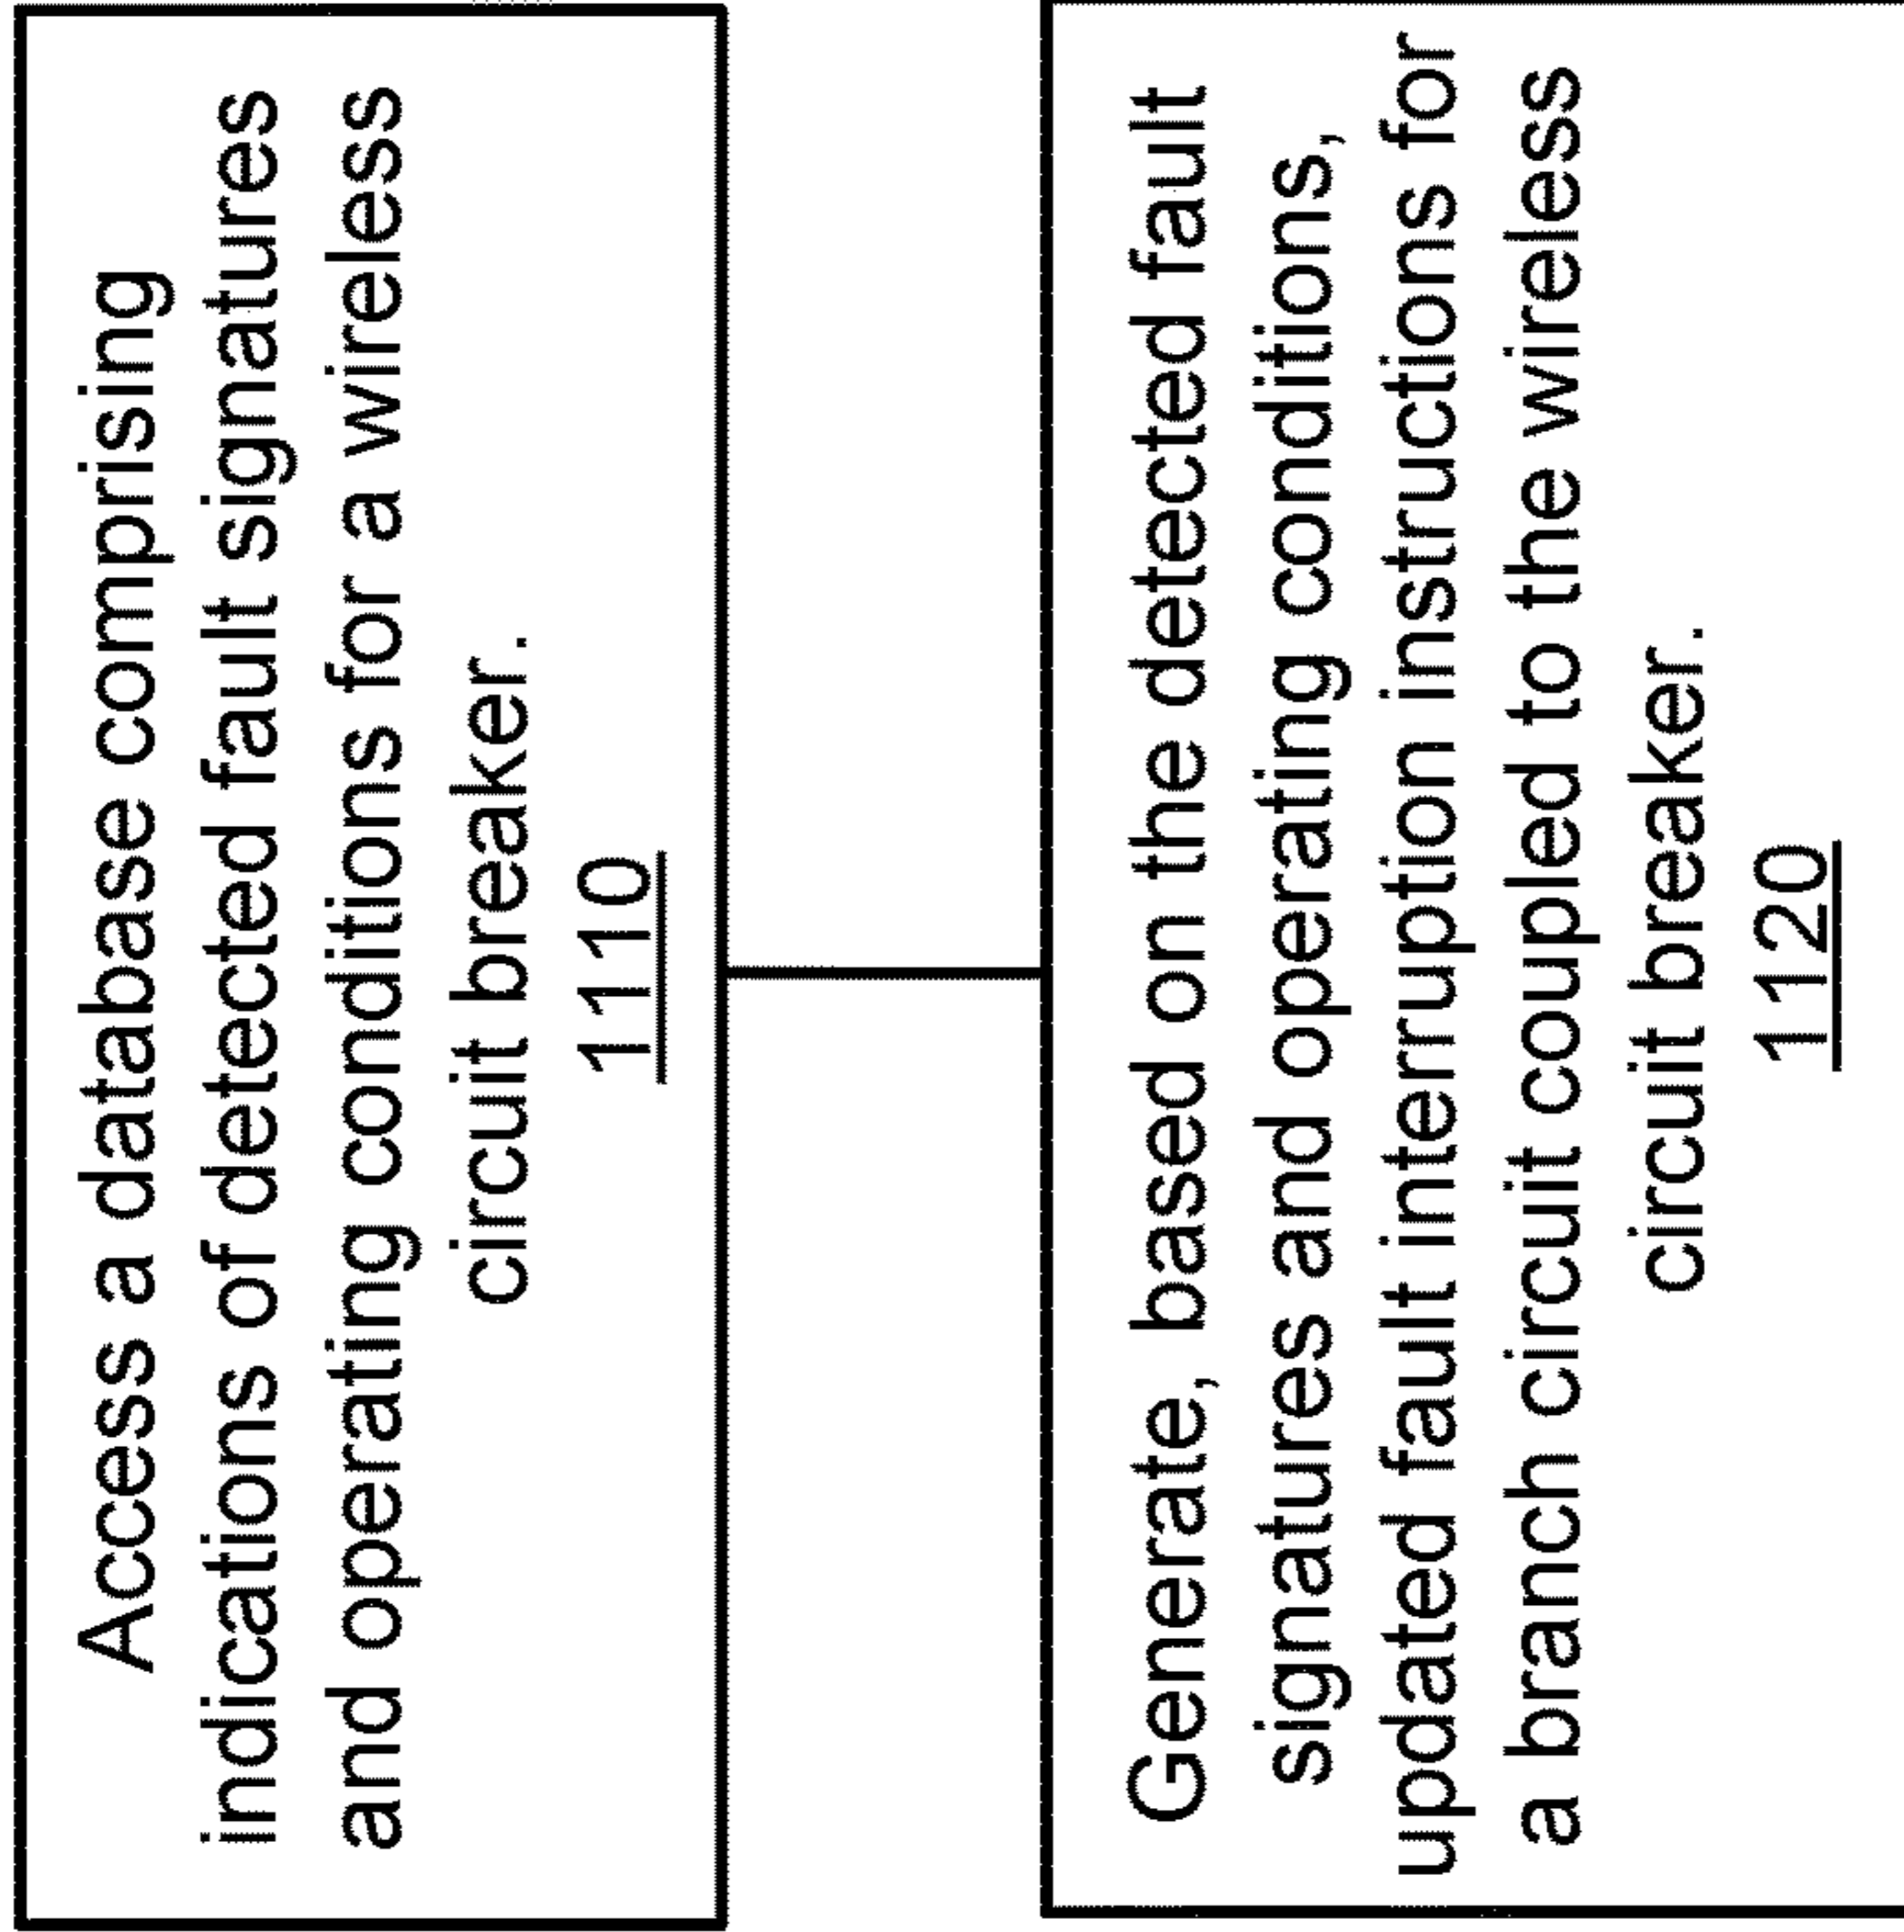 Access a database comprising
indications of detected fault signatures
and operating conditions for a wireless
circuit breaker.
1110
Generate, based on the detected fault
signatures and operating conditions,
updated fault interruption instructions for
a branch circuit coupled to the wireless
circuit breaker.
1120